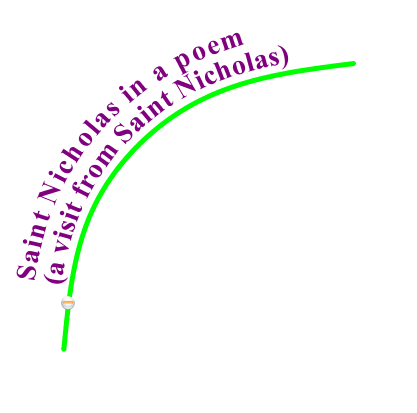 Saint Nicholas in a poem
(a visit from Saint Nicholas)